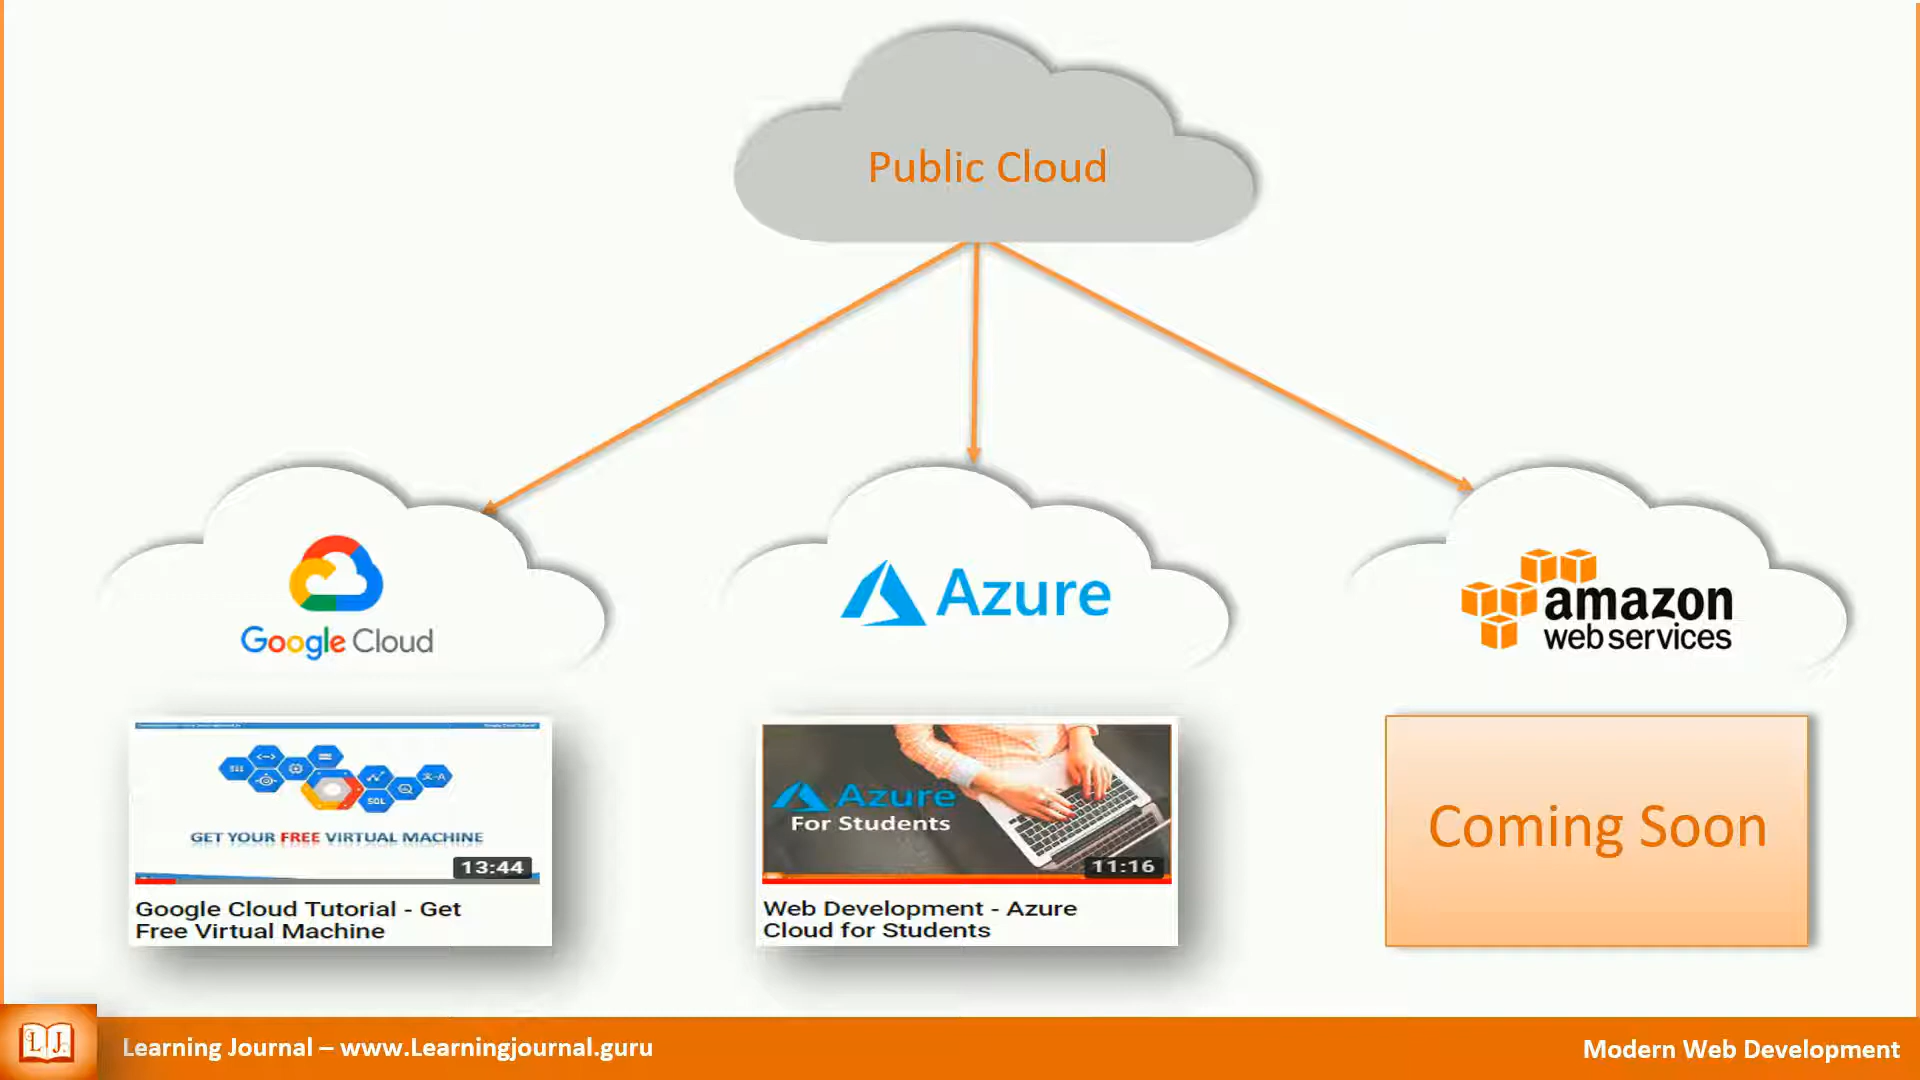 Public Cloud
Google Cloud
Azure
amazon
web services
GET YOUR FREE VIRTUAL MACHINE
SQL
13:44
Google Cloud Tutorial - Get
Free Virtual Machine
Azure
For Students
11:16
Web Development - Azure
Cloud for Students
Coming Soon
LJ
Learning Journal – www.Learningjournal.guru
Modern Web Development